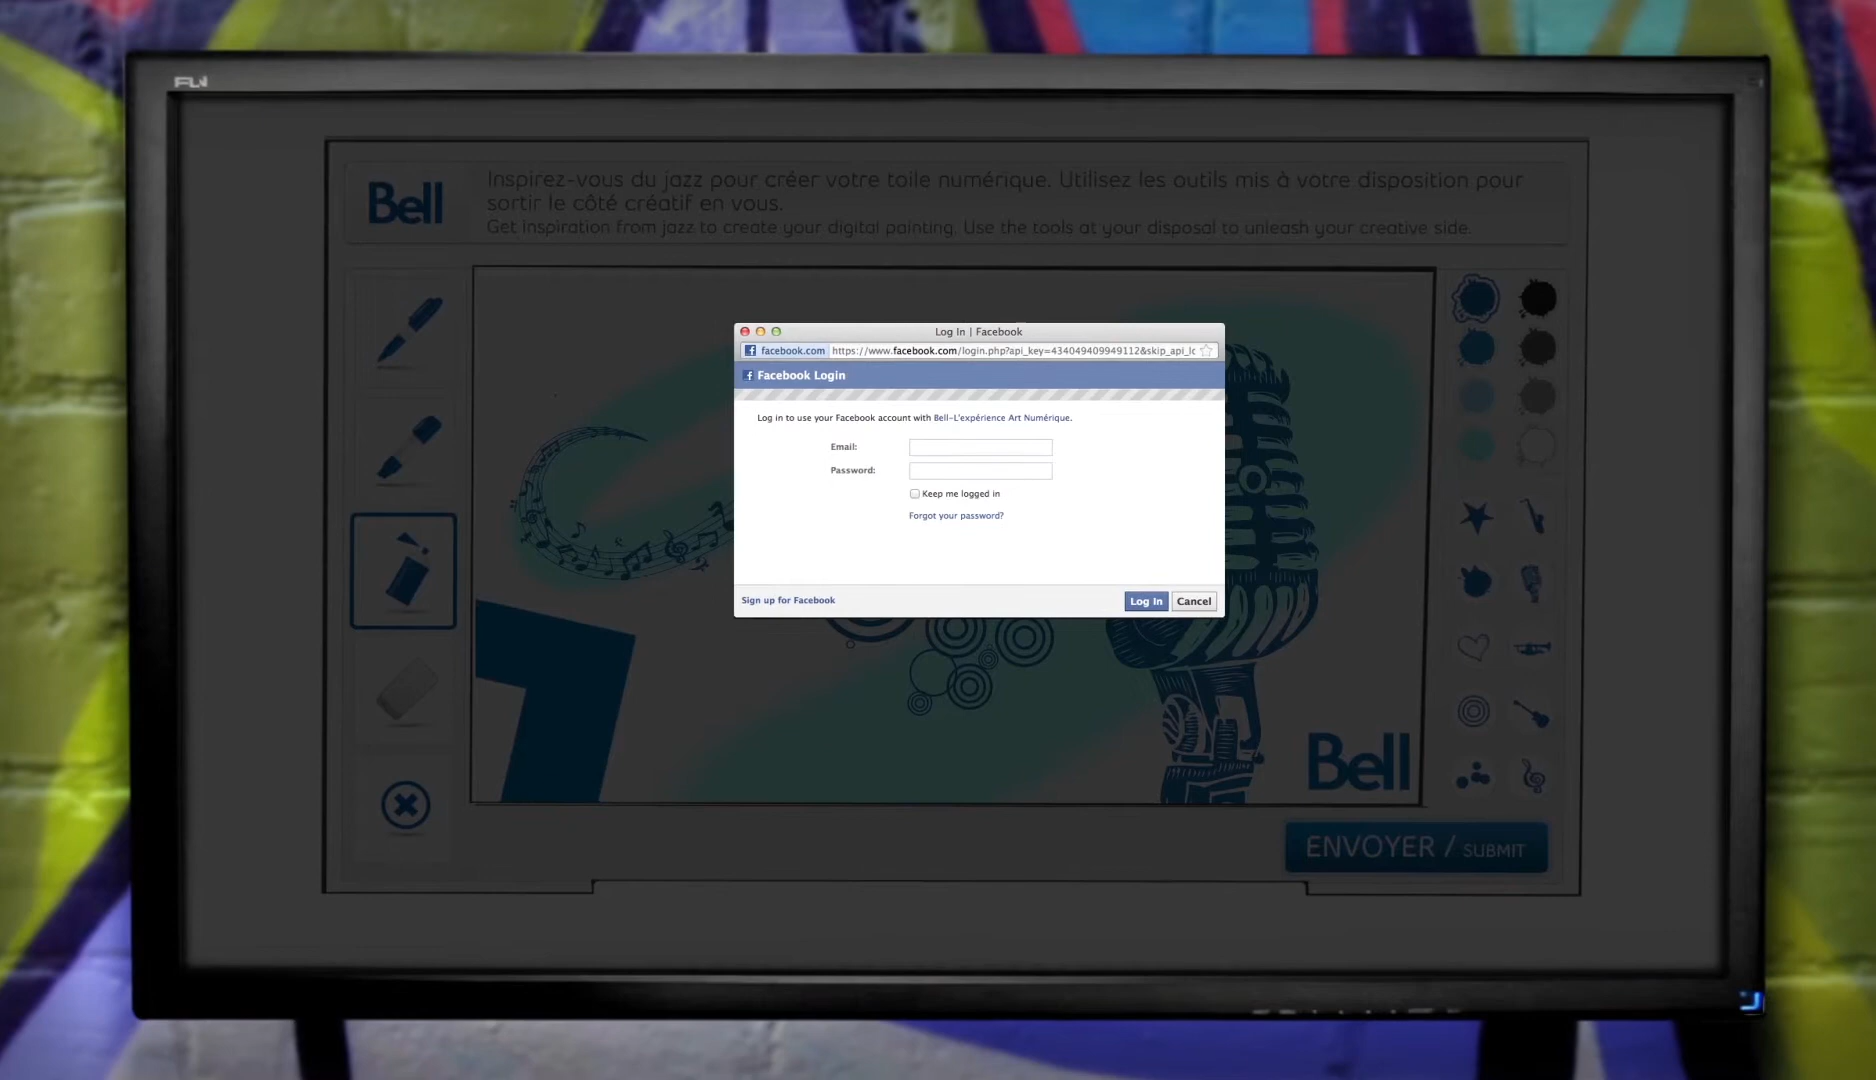 Bell
Inspirez-vous du jazz pour créer votre toile numérique. Utilisez les outils mis à votre disposition pour
sortir le côté créatif en vous.
Get inspiration from jazz to create your digital painting. Use the tools at your disposal to unleash your creative side.
Log In | Facebook
facebook.com https://www.facebook.com/login.php?api_key=434049409949112&skip_api_lo
Facebook Login
Log in to use your Facebook account with Bell-L'expérience Art Numérique.
Email:
Password:
Keep me logged in
Forgot your password?
Sign up for Facebook
Log In
Cancel
Bell
ENVOYER / SUBMIT